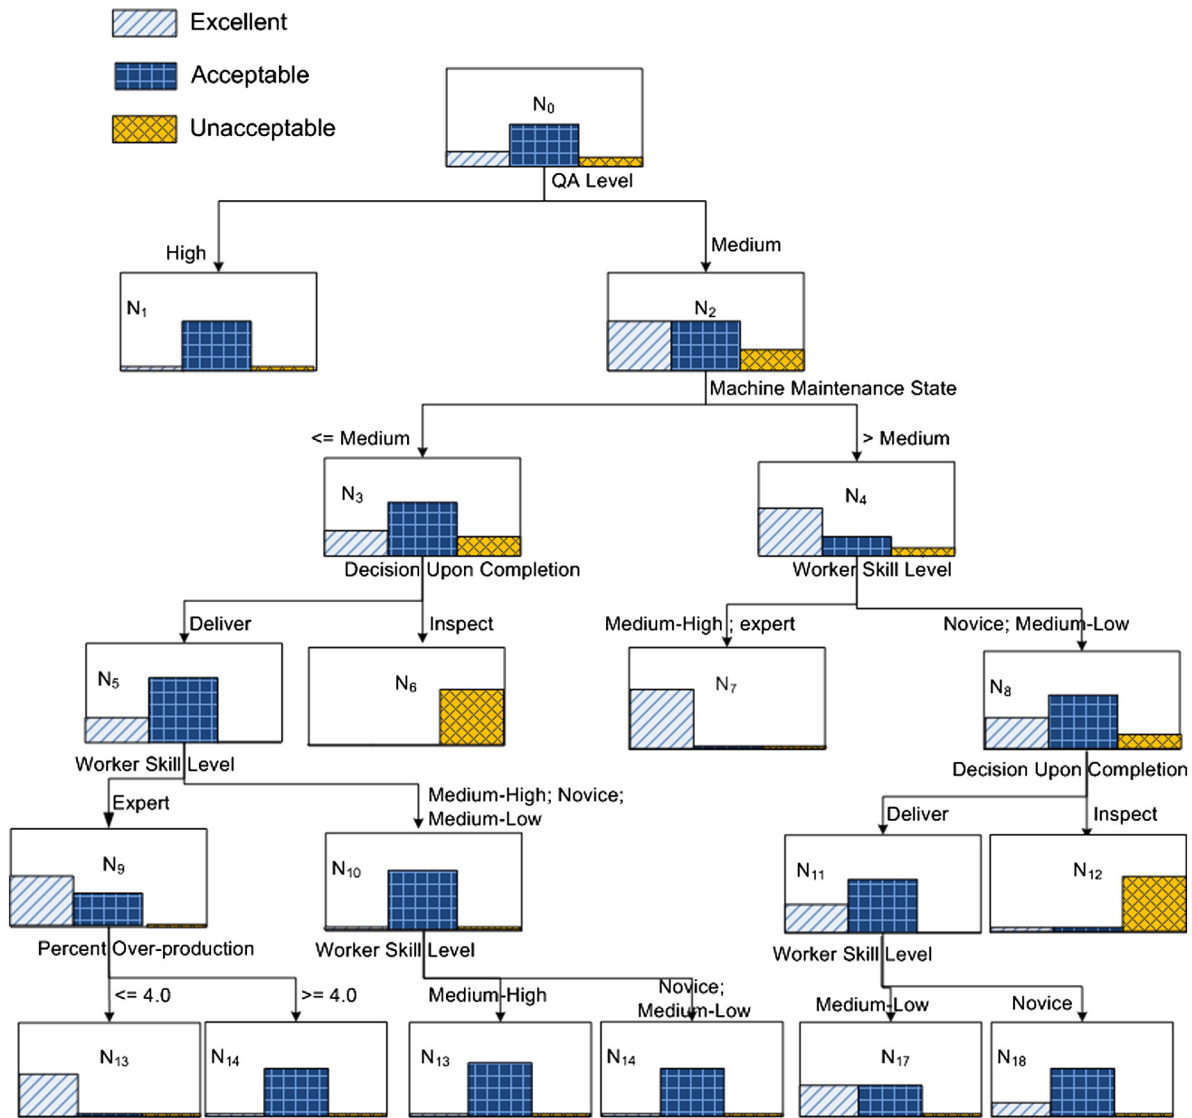 Excellent
Acceptable
Unacceptable
N0
QA Level
High
Medium
N1
N2
Machine Maintenance State
<= Medium
> Medium
N3
N4
Decision Upon Completion
Worker Skill Level
Deliver
Inspect
Medium-High ; expert
Novice; Medium-Low
N5
N6
N7
N8
Worker Skill Level
Decision Upon Completion
Expert
Medium-High; Novice;
Medium-Low
Deliver
Inspect
N9
N10
N11
N12
Percent Over-production
Worker Skill Level
Worker Skill Level
<= 4.0
>= 4.0
Medium-High
Novice;
Medium-Low
Medium-Low
Novice
N13
N14
N13
N14
N17
N18